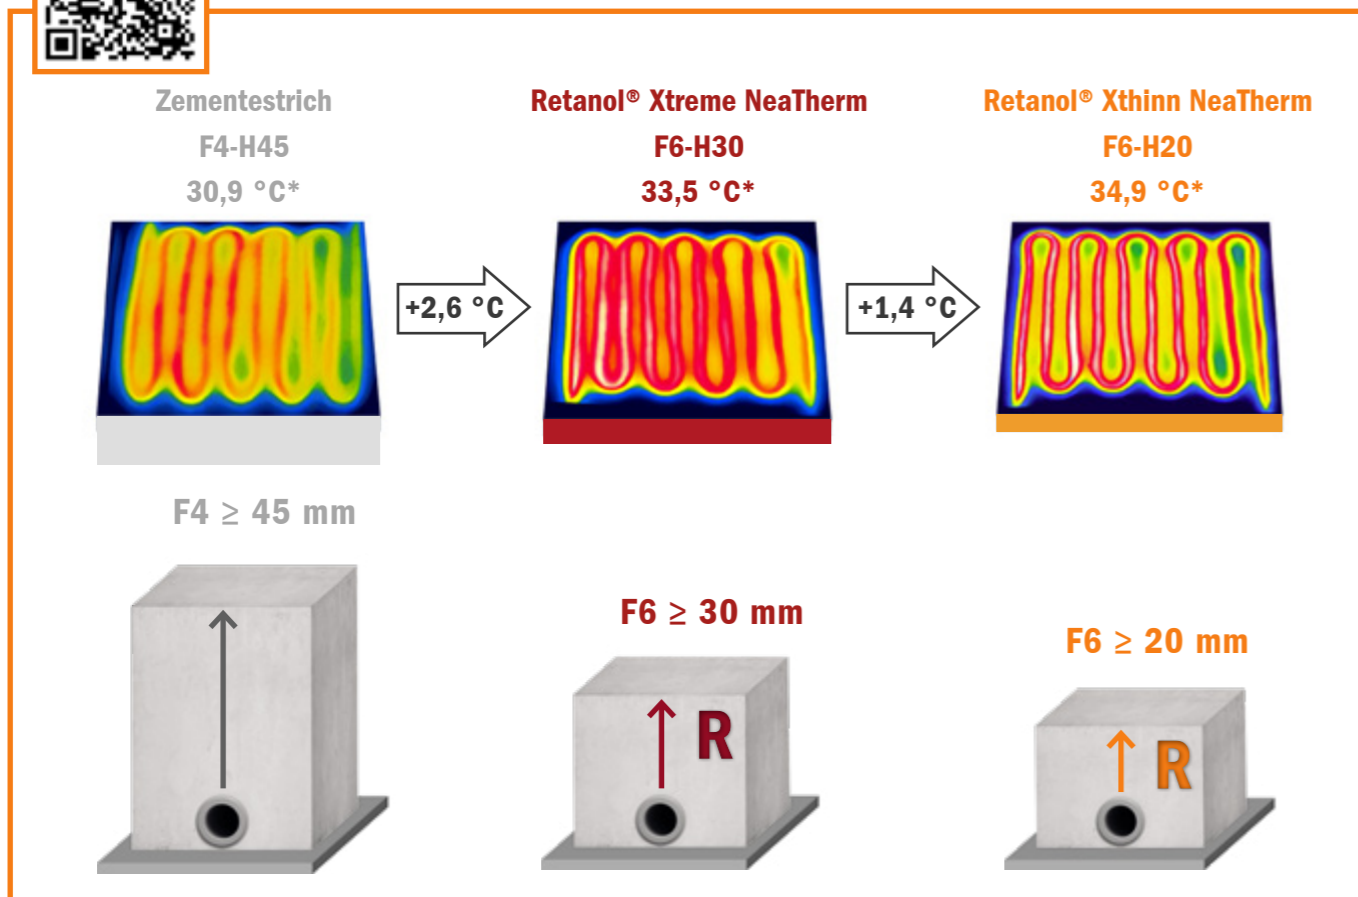 Zementestrich
F4-H45
30,9 °C*
Retanol® Xtreme NeaTherm
F6-H30
33,5 °C*
Retanol® Xthinn NeaTherm
F6-H20
34,9 °C*
+2,6 °C
+1,4 °C
F4 ≥ 45 mm
F6 ≥ 30 mm
F6 ≥ 20 mm
R
R